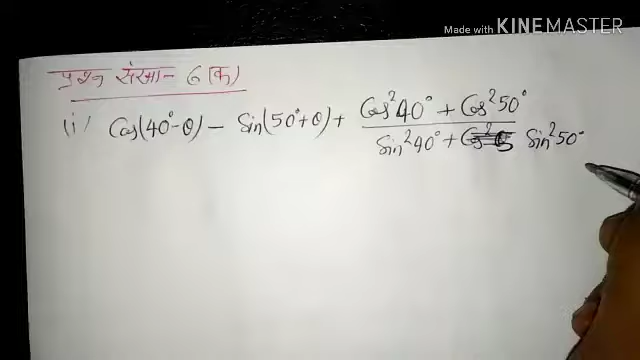 Made with KINEMASTER
प्रश्न संख्या- 6 (क)
(i) Cos(40°-θ) - Sin(50°+θ) + Cos²40° + Cos²50°
Sin²40° + Sin²50°